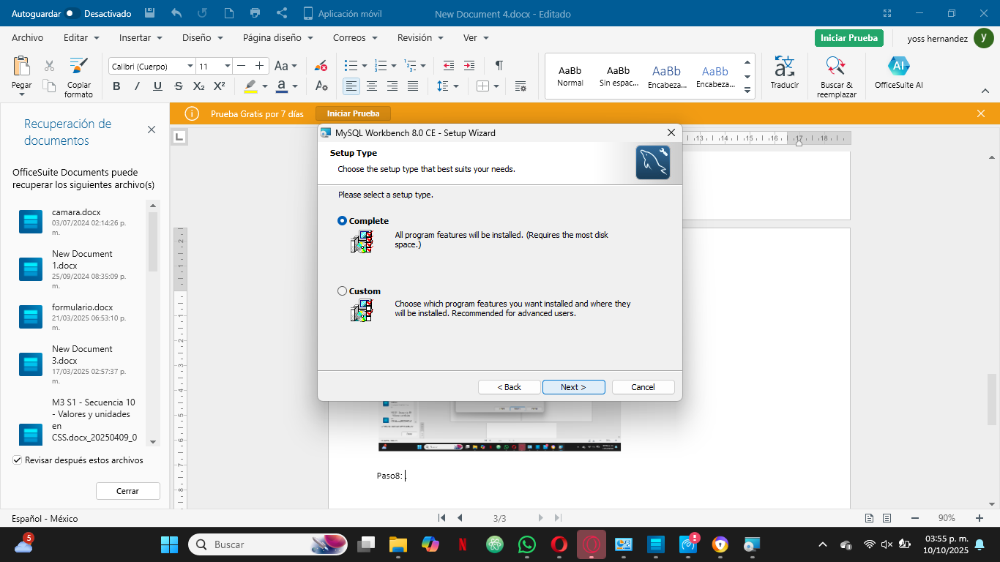 Autoguardar Desactivado
Aplicación móvil
New Document 4.docx - Editado
Archivo
Editar
Insertar
Diseño
Página diseño
Correos
Revisión
Ver
Iniciar Prueba
yoss hernandez
y
Pegar
Copiar
formato
Calibri (Cuerpo)
11
Aa
B I U S X₂ X²
AaBb
Normal
AaBb
Sin espac...
AaBb
Encabeza...
AaBb
Encabeza...
Traducir
Buscar &
reemplazar
AI
OfficeSuite AI
Prueba Gratis por 7 días
Iniciar Prueba
Recuperación de
documentos
OfficeSuite Documents puede
recuperar los siguientes archivo(s)
camara.docx
03/07/2024 02:14:26 p.
m.
New Document
1.docx
25/09/2024 08:35:09 p.
m.
formulario.docx
21/03/2025 06:53:10 p.
m.
New Document
3.docx
17/03/2025 02:57:37 p.
m.
M3 S1 - Secuencia 10
- Valores y unidades
en
CSS.docx_20250409_0
Revisar después estos archivos
Cerrar
MySQL Workbench 8.0 CE - Setup Wizard
Setup Type
Choose the setup type that best suits your needs.
Please select a setup type.
Complete
All program features will be installed. (Requires the most disk
space.)
Custom
Choose which program features you want installed and where they
will be installed. Recommended for advanced users.
< Back
Next >
Cancel
Paso8: .
Español - México
3/3
90%
5
Buscar
03:55 p. m.
10/10/2025